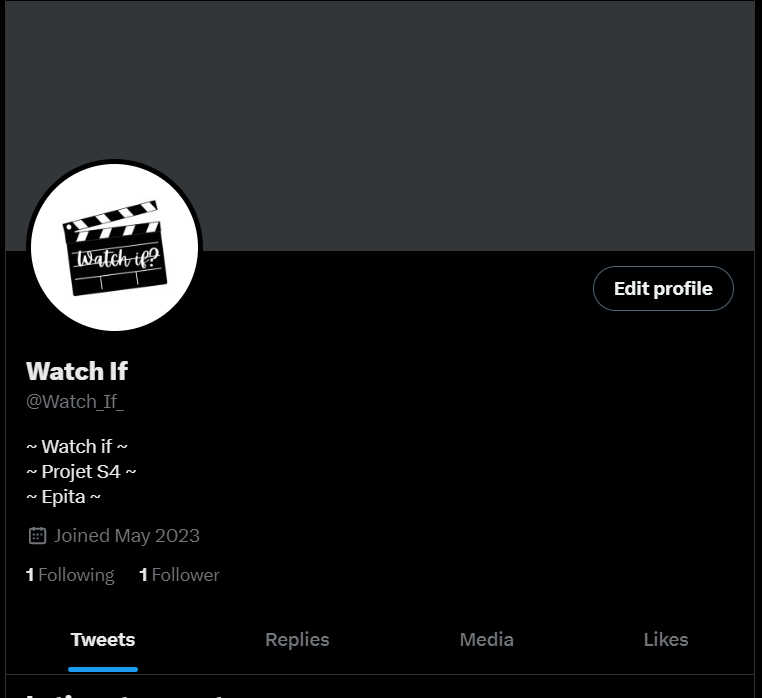 Watch if?
Edit profile
Watch If
@Watch_If_
~ Watch if ~
~ Projet S4 ~
~ Epita ~
Joined May 2023
1 Following 1 Follower
Tweets Replies Media Likes